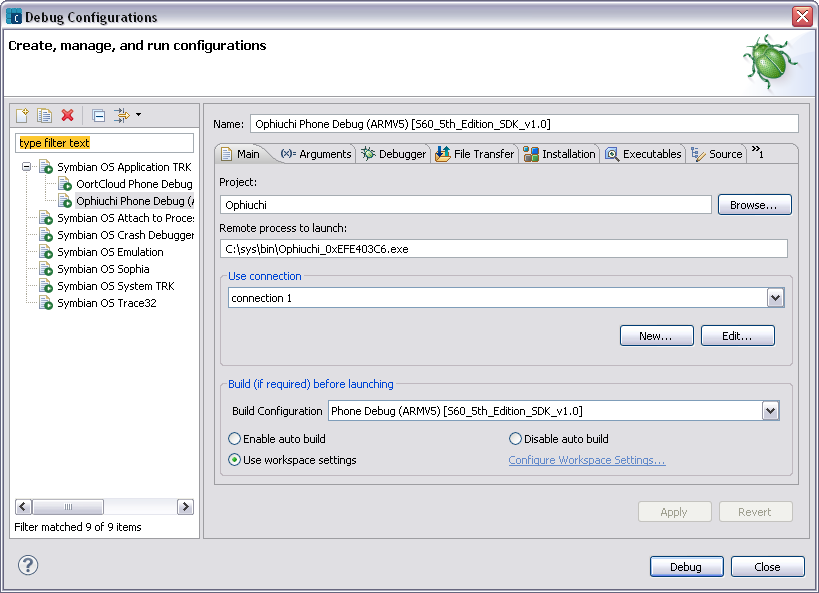 Debug Configurations
Create, manage, and run configurations
type filter text
Symbian OS Application TRK
OortCloud Phone Debug
Ophiuchi Phone Debug (A
Symbian OS Attach to Proces
Symbian OS Crash Debugger
Symbian OS Emulation
Symbian OS Sophia
Symbian OS System TRK
Symbian OS Trace32
Filter matched 9 of 9 items
Name: Ophiuchi Phone Debug (ARMV5) [S60_5th_Edition_SDK_v1.0]
Main (x)= Arguments Debugger File Transfer Installation Executables Source »1
Project:
Ophiuchi Browse...
Remote process to launch:
C:\sys\bin\Ophiuchi_0xEFE403C6.exe
Use connection
connection 1
New... Edit...
Build (if required) before launching
Build Configuration Phone Debug (ARMV5) [S60_5th_Edition_SDK_v1.0]
Enable auto build Disable auto build
Use workspace settings Configure Workspace Settings...
Apply Revert
? Debug Close